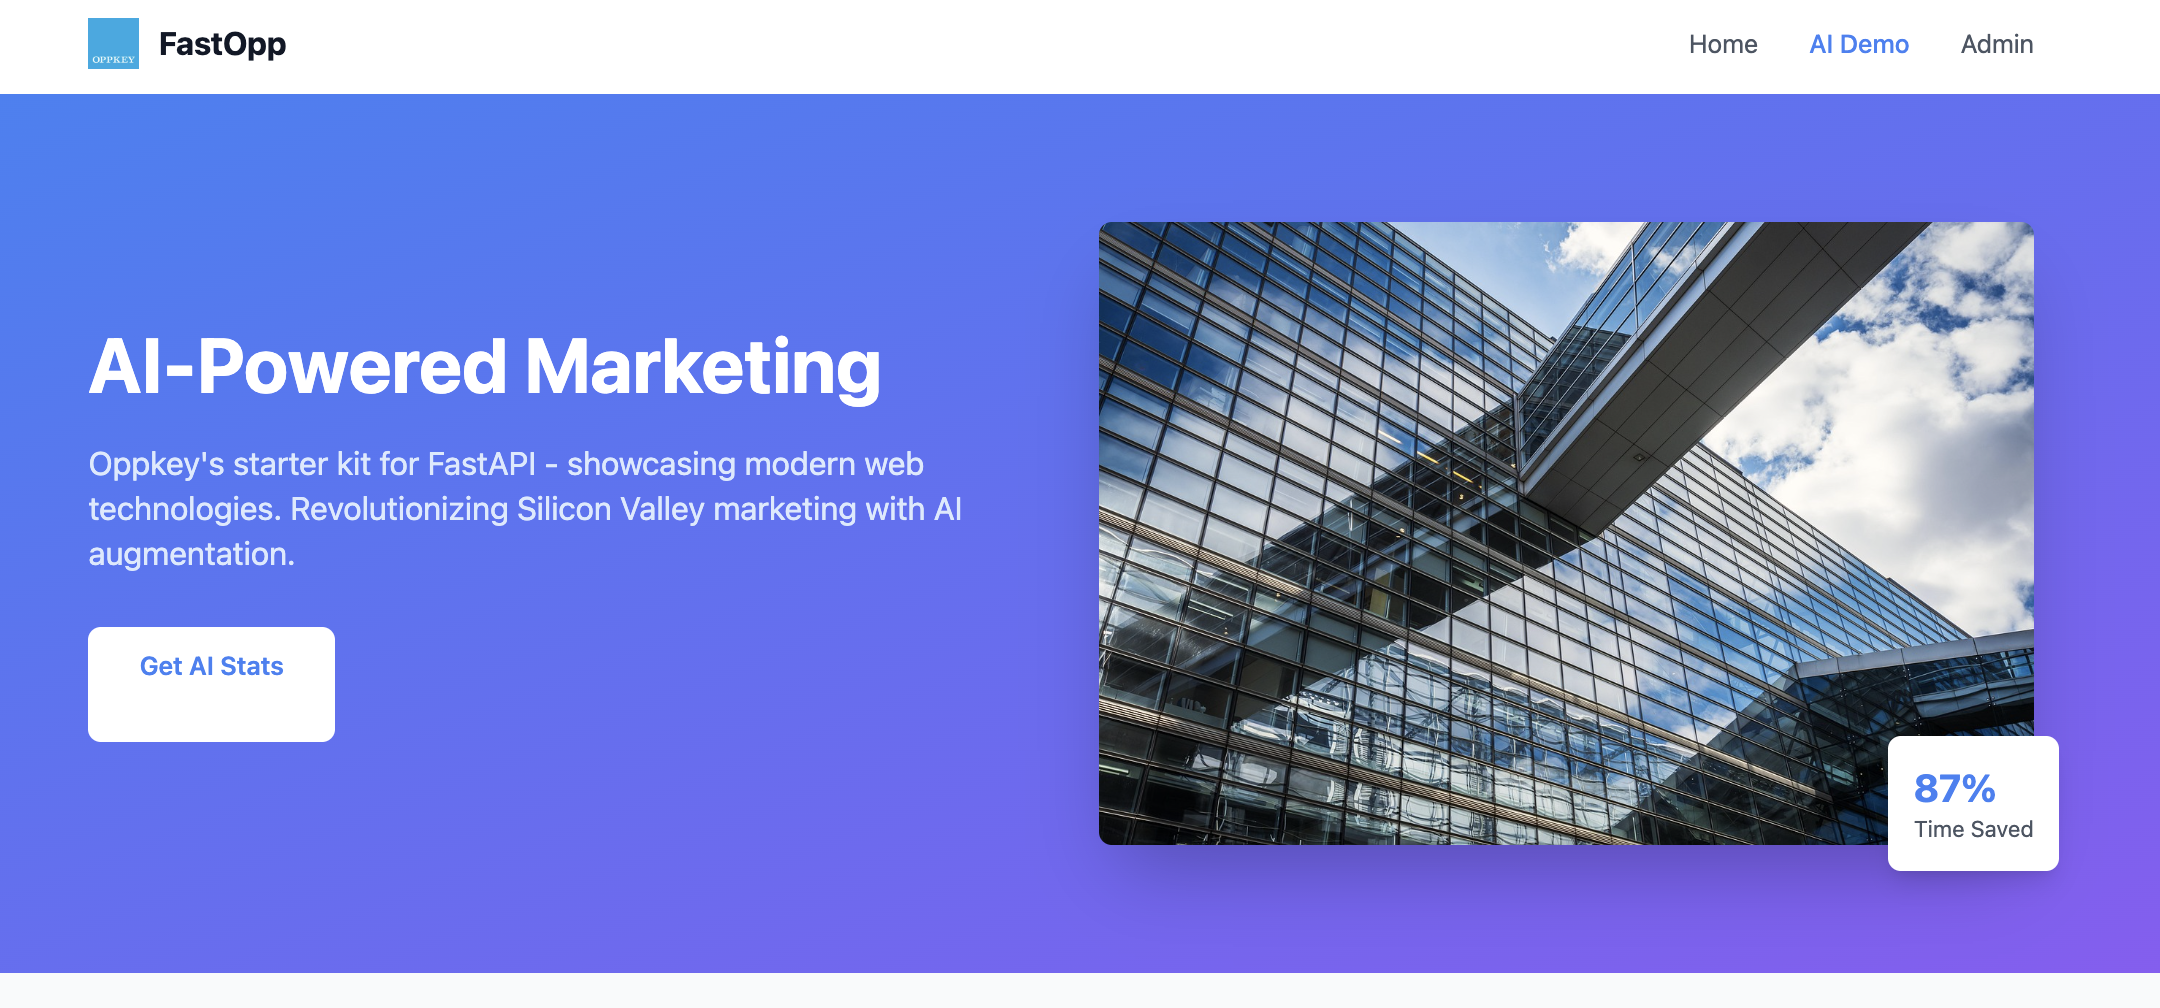 OPPKEY
FastOpp
Home
AI Demo
Admin
AI-Powered Marketing
Oppkey's starter kit for FastAPI - showcasing modern web
technologies. Revolutionizing Silicon Valley marketing with AI
augmentation.
Get AI Stats
87%
Time Saved